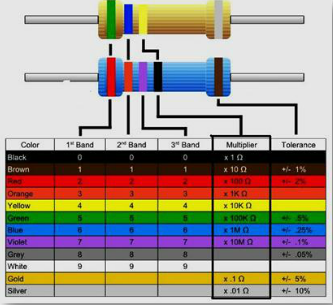 Color 1st Band 2nd Band 3rd Band Multiplier Tolerance
Black 0 0 0 x 1 Ω
Brown 1 1 1 x 10 Ω +/- 1%
Red 2 2 2 x 100 Ω +/- 2%
Orange 3 3 3 x 1K Ω
Yellow 4 4 4 x 10K Ω
Green 5 5 5 x 100K Ω +/- .5%
Blue 6 6 6 x 1M Ω +/- .25%
Violet 7 7 7 x 10M Ω +/- .1%
Grey 8 8 8 +/- .05%
White 9 9 9
Gold x .1 Ω +/- 5%
Silver x .01 Ω +/- 10%